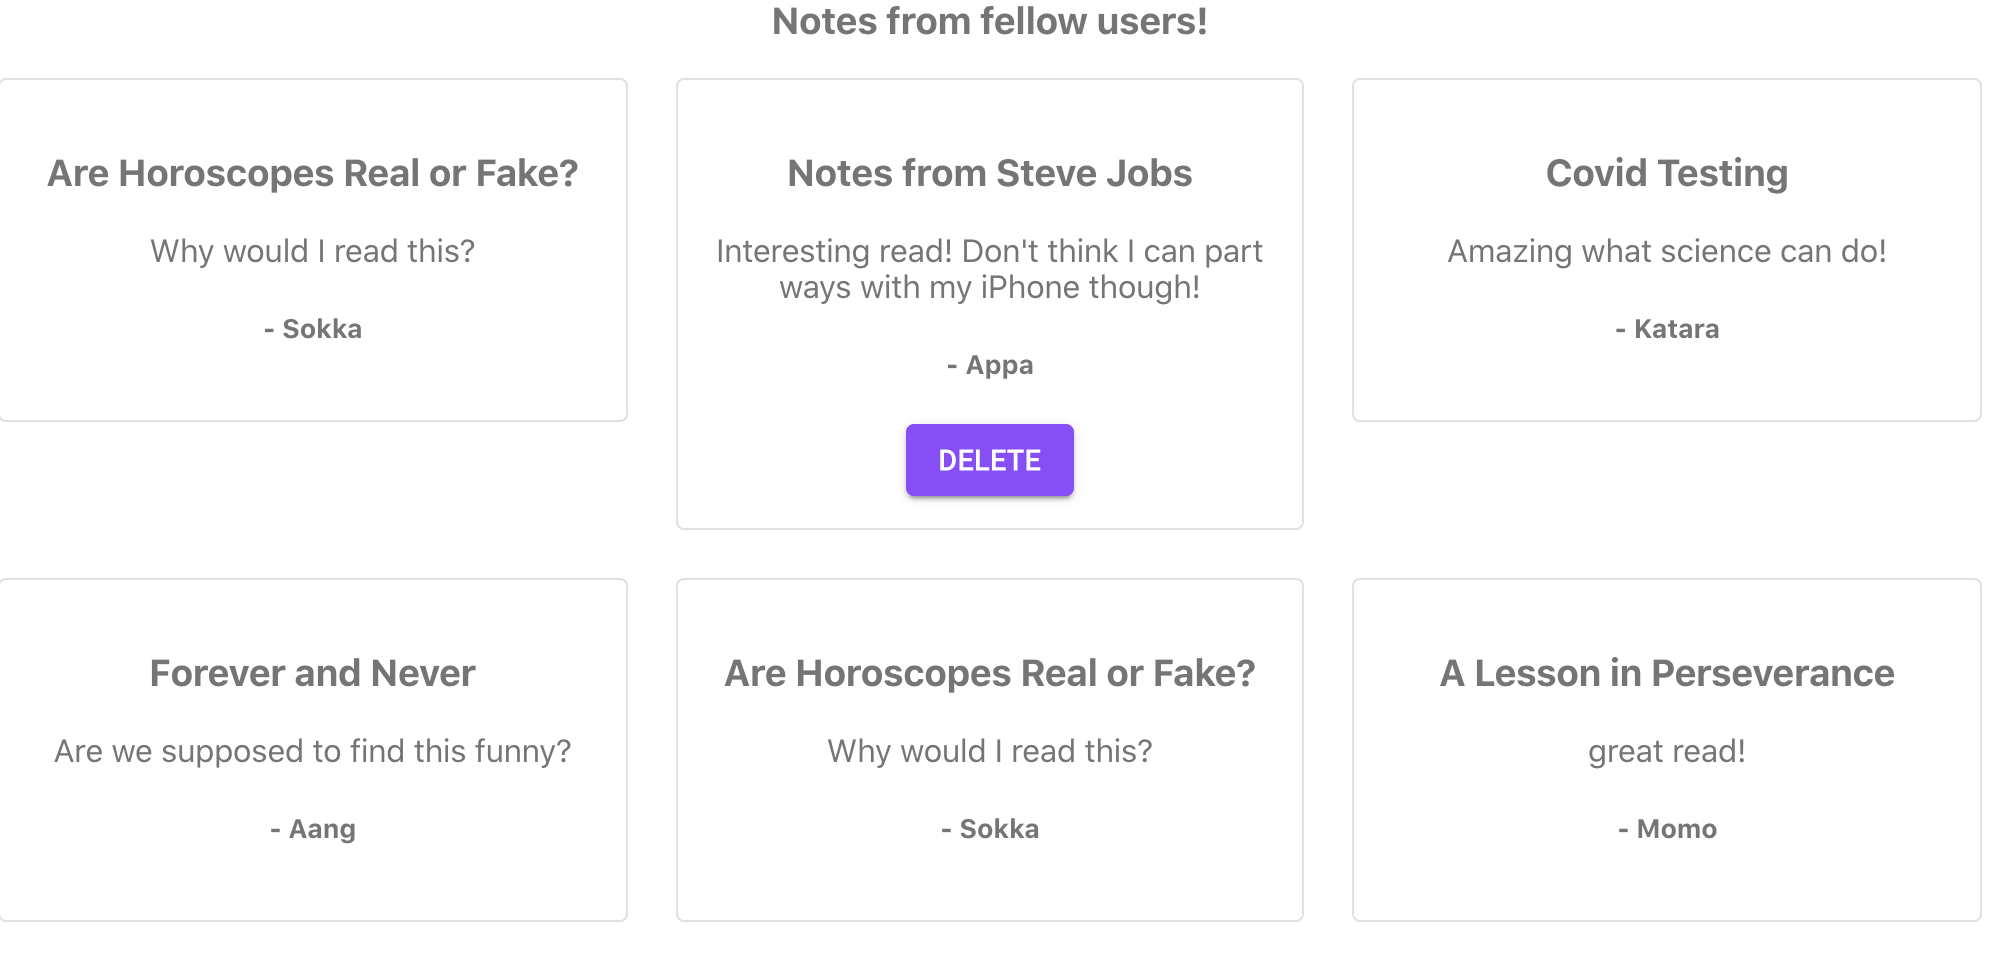 Notes from fellow users!
Are Horoscopes Real or Fake?
Why would I read this?
- Sokka
Notes from Steve Jobs
Interesting read! Don't think I can part
ways with my iPhone though!
- Appa
DELETE
Covid Testing
Amazing what science can do!
- Katara
Forever and Never
Are we supposed to find this funny?
- Aang
Are Horoscopes Real or Fake?
Why would I read this?
- Sokka
A Lesson in Perseverance
great read!
- Momo